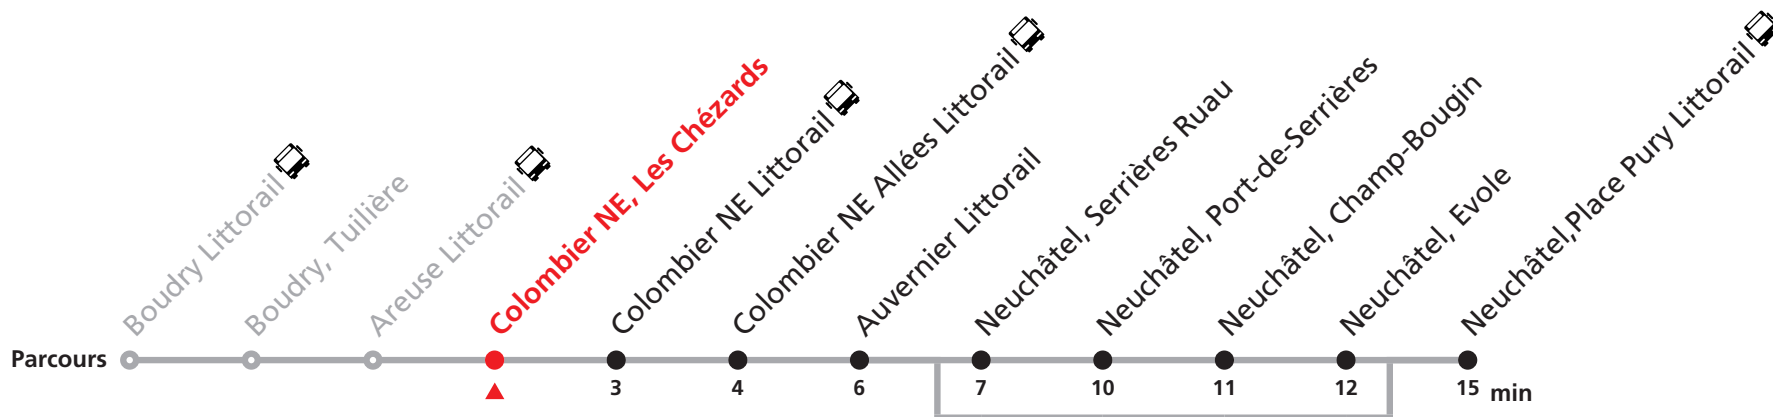 Boudry Littorail
Boudry, Tuilière
Areuse Littorail
Colombier NE, Les Chézards
Colombier NE Littorail
Colombier NE Allées Littorail
Auvernier Littorail
Neuchâtel, Serrières Ruau
Neuchâtel, Port-de-Serrières
Neuchâtel, Champ-Bougin
Neuchâtel, Evole
Neuchâtel,Place Pury Littorail
Parcours
3 4 6 7 10 11 12 15 min